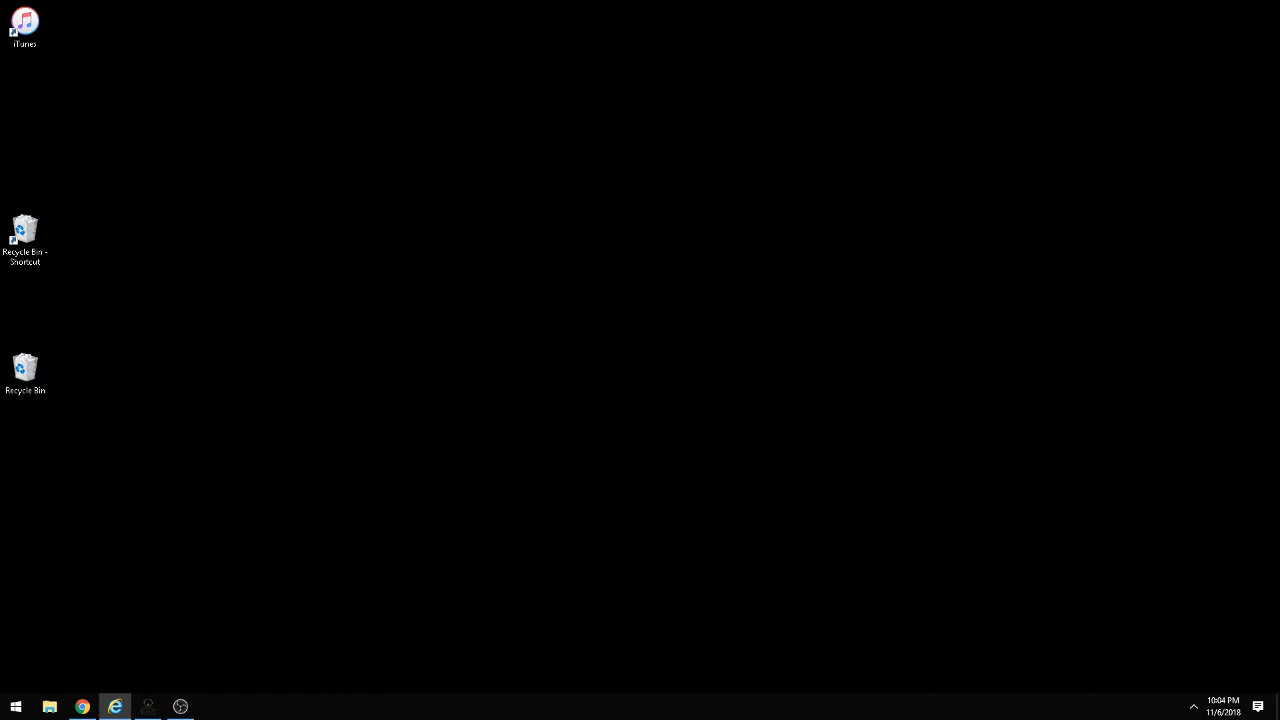 iTunes
Recycle Bin -
Shortcut
Recycle Bin
10:04 PM
11/6/2018